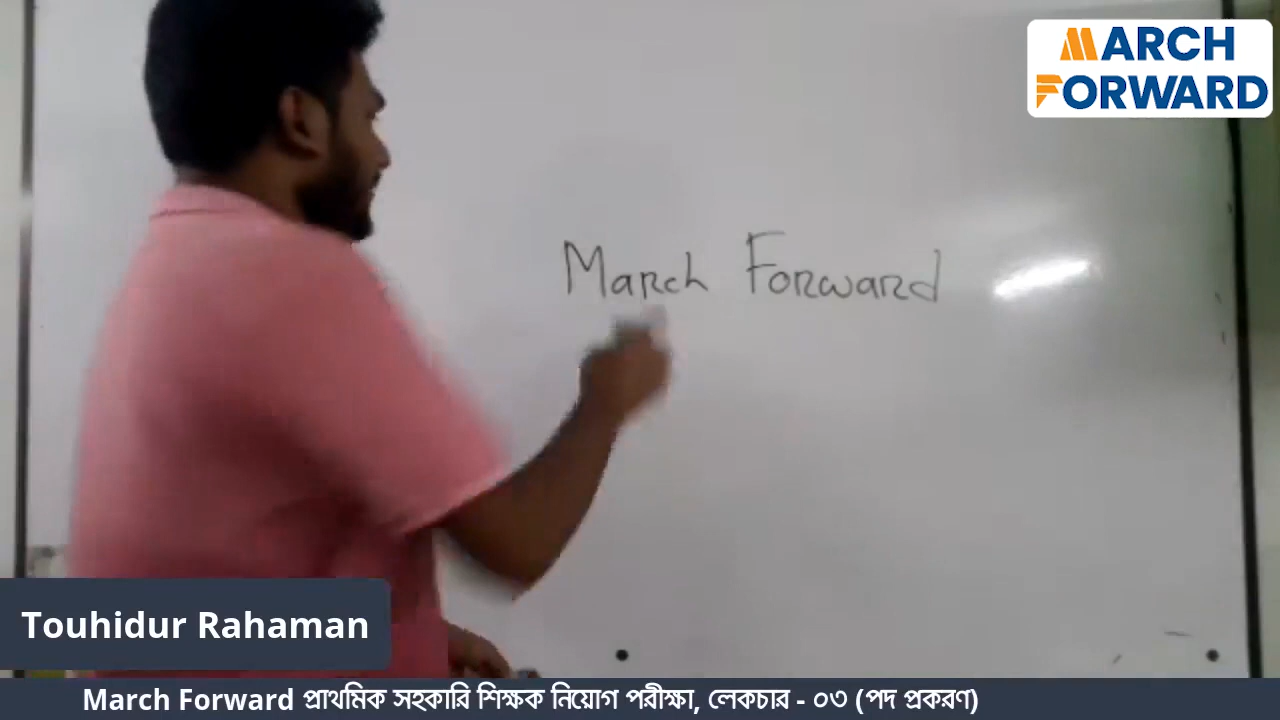 MARCH
FORWARD
March Forward
Touhidur Rahaman
March Forward প্রাথমিক সহকারি শিক্ষক নিয়োগ পরীক্ষা, লেকচার - ০৩ (পদ প্রকরণ)